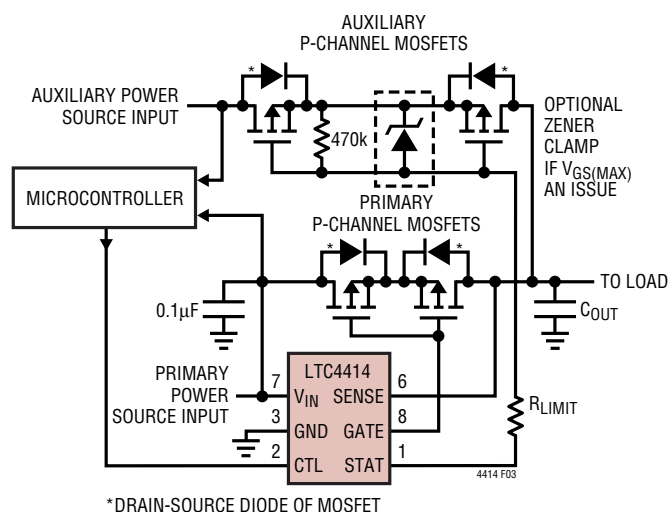 AUXILIARY
P-CHANNEL MOSFETS
*
*
AUXILIARY POWER
SOURCE INPUT
470k
OPTIONAL
ZENER
CLAMP
IF VGS(MAX)
AN ISSUE
MICROCONTROLLER
PRIMARY
P-CHANNEL MOSFETS
*
*
TO LOAD
0.1µF
COUT
PRIMARY
POWER
SOURCE INPUT
LTC4414
7
VIN
SENSE
6
3
GND
GATE
8
2
CTL
STAT
1
RLIMIT
4414 F03
*DRAIN-SOURCE DIODE OF MOSFET